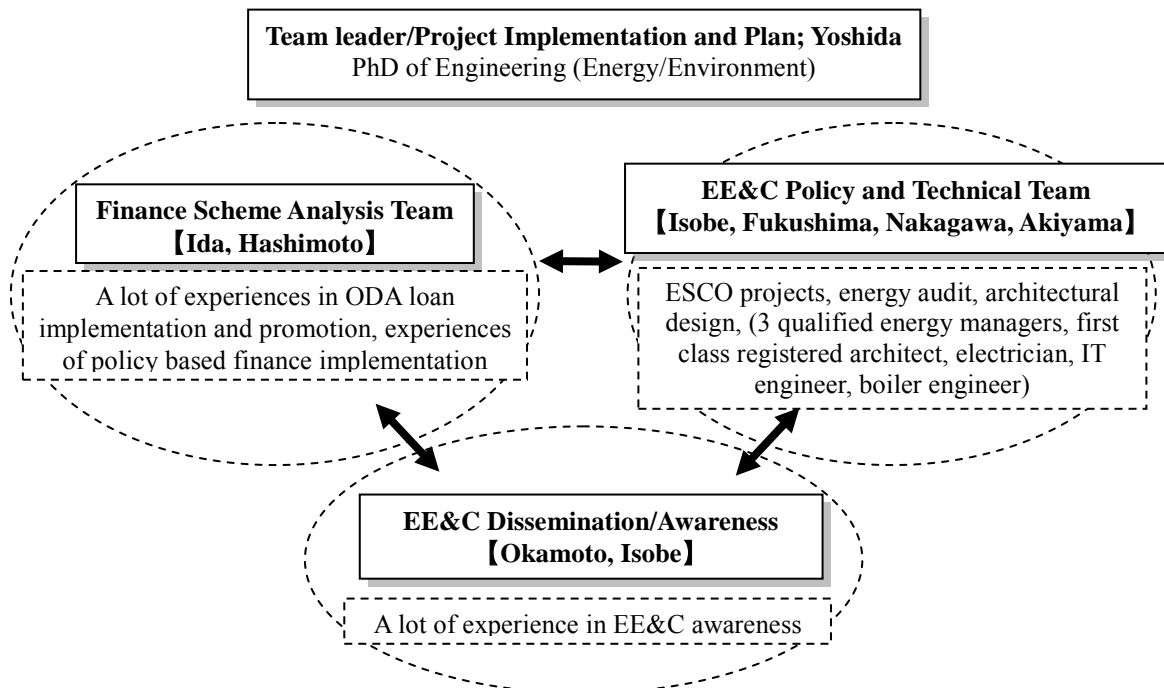 Team leader/Project Implementation and Plan; Yoshida
PhD of Engineering (Energy/Environment)
Finance Scheme Analysis Team
【Ida, Hashimoto】
A lot of experiences in ODA loan
implementation and promotion, experiences
of policy based finance implementation
EE&C Policy and Technical Team
【Isobe, Fukushima, Nakagawa, Akiyama】
ESCO projects, energy audit, architectural
design, (3 qualified energy managers, first
class registered architect, electrician, IT
engineer, boiler engineer)
EE&C Dissemination/Awareness
【Okamoto, Isobe】
A lot of experience in EE&C awareness